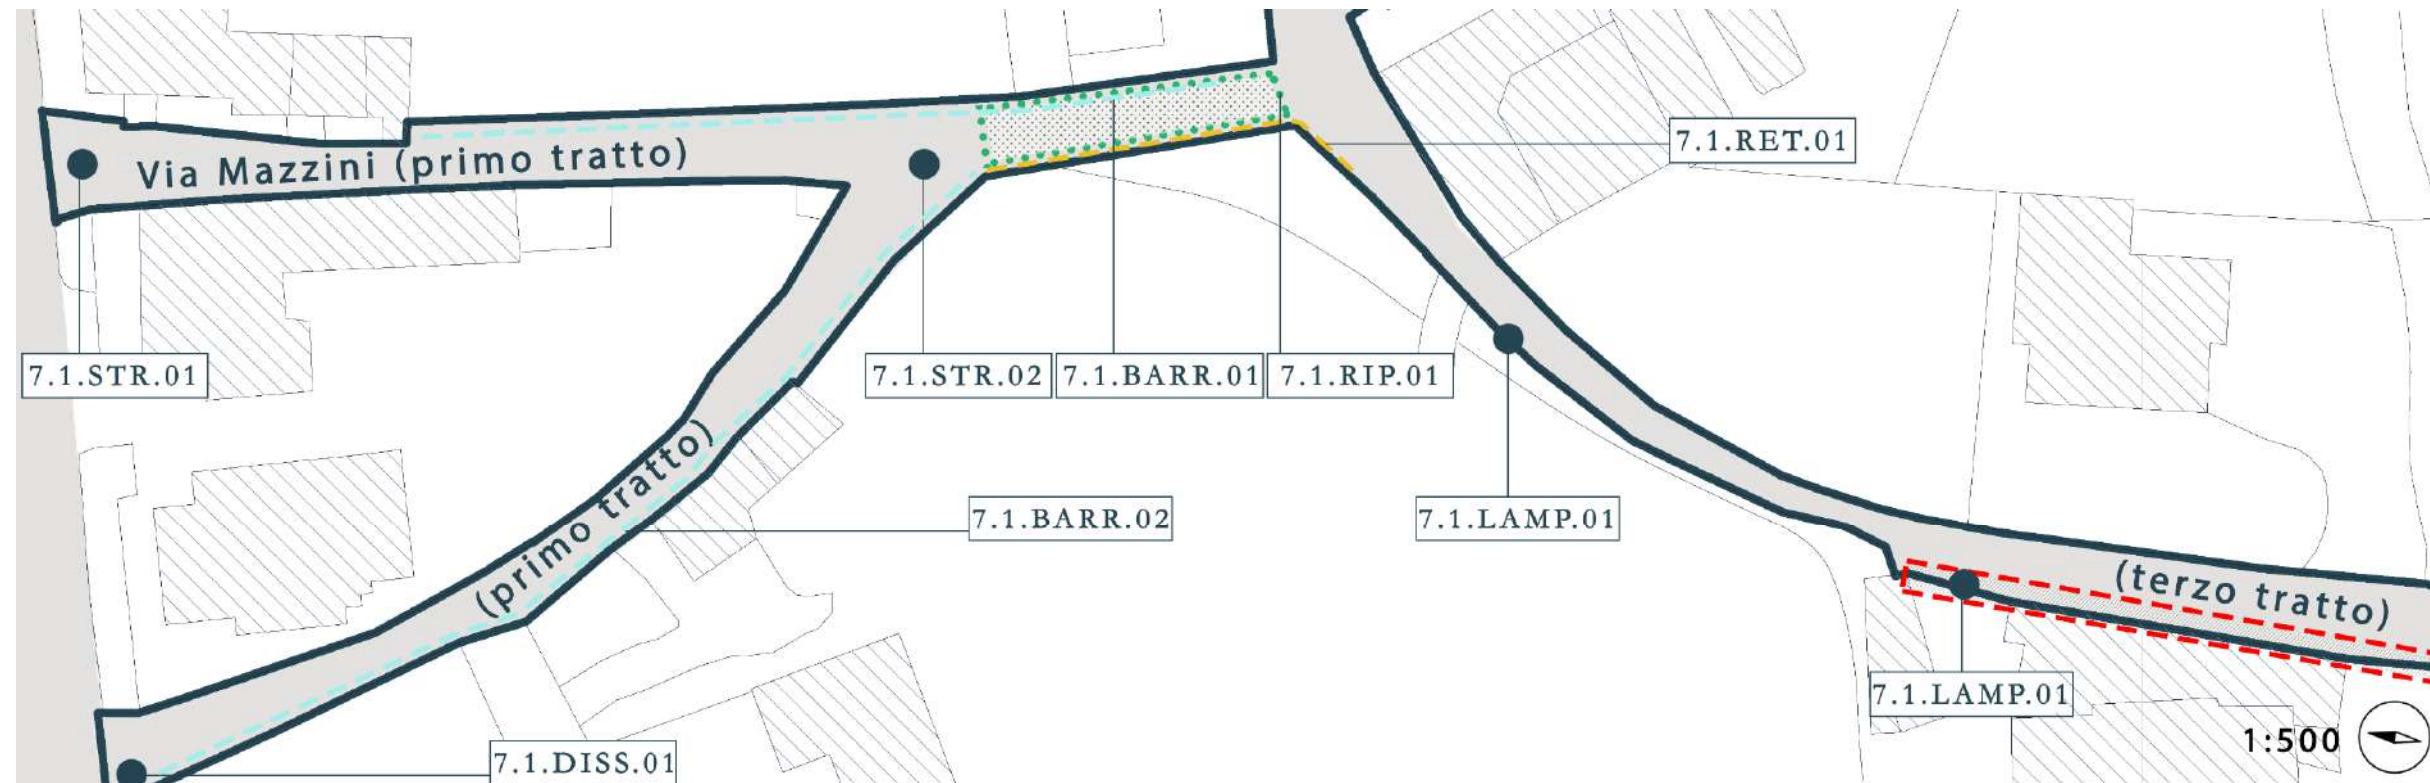 Via Mazzini (primo tratto)
7.1.RET.01
7.1.STR.01
7.1.STR.02
7.1.BARR.01
7.1.RIP.01
(primo tratto)
7.1.BARR.02
7.1.LAMP.01
(terzo tratto)
7.1.LAMP.01
1:500
7.1.DISS.01